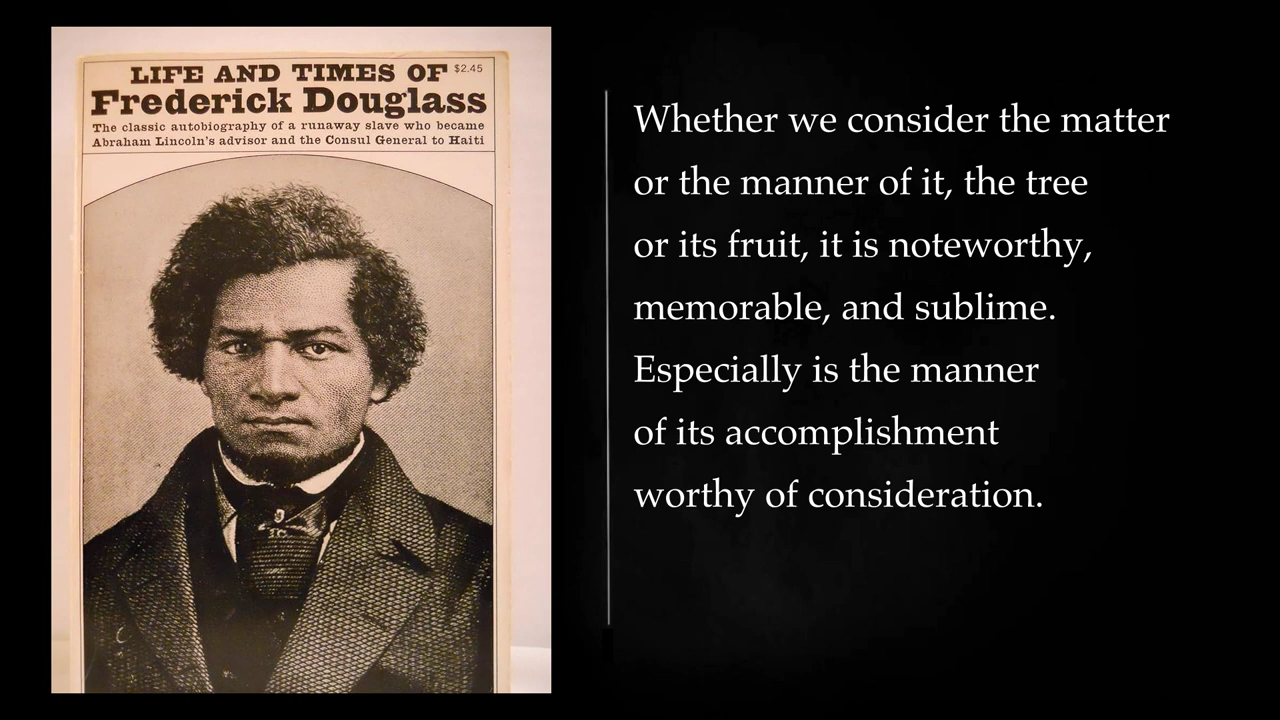 LIFE AND TIMES OF $2.45
Frederick Douglass
The classic autobiography of a runaway slave who became
Abraham Lincoln's advisor and the Consul General to Haiti
Whether we consider the matter
or the manner of it, the tree
or its fruit, it is noteworthy,
memorable, and sublime.
Especially is the manner
of its accomplishment
worthy of consideration.